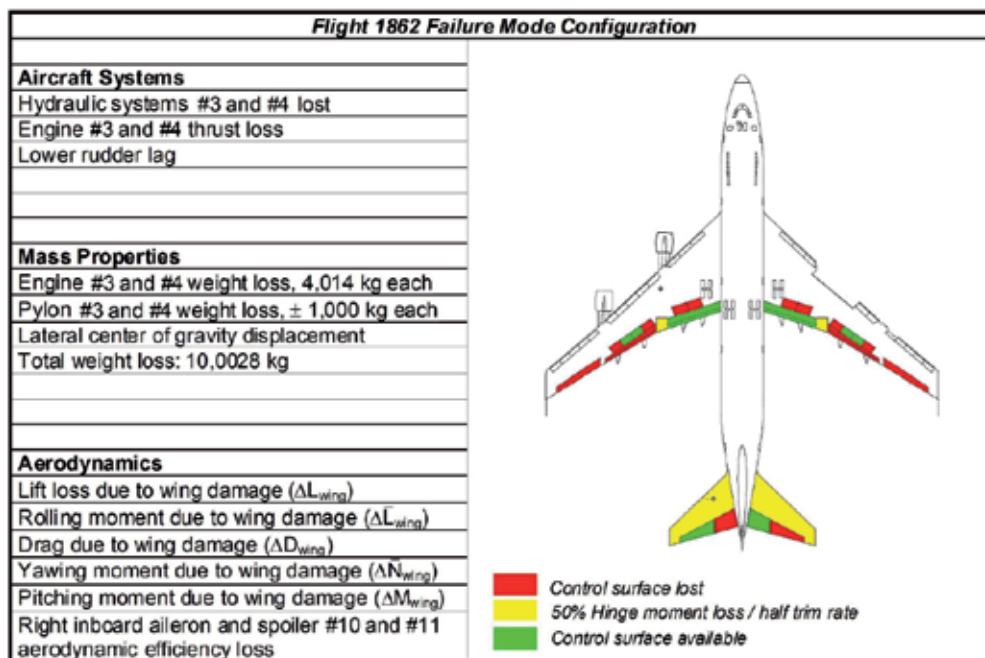 Flight 1862 Failure Mode Configuration
Aircraft Systems
Hydraulic systems #3 and #4 lost
Engine #3 and #4 thrust loss
Lower rudder lag
Mass Properties
Engine #3 and #4 weight loss, 4.014 kg each
Pylon #3 and #4 weight loss, ± 1,000 kg each
Lateral center of gravity displacement
Total weight loss: 10,0028 kg
Aerodynamics
Lift loss due to wing damage (ΔLwing)
Rolling moment due to wing damage (ΔL̄wing)
Drag due to wing damage (ΔDwing)
Yawing moment due to wing damage (ΔN̄wing)
Pitching moment due to wing damage (ΔMwing)
Right inboard aileron and spoiler #10 and #11
aerodynamic efficiency loss
Control surface lost
50% Hinge moment loss / half trim rate
Control surface available